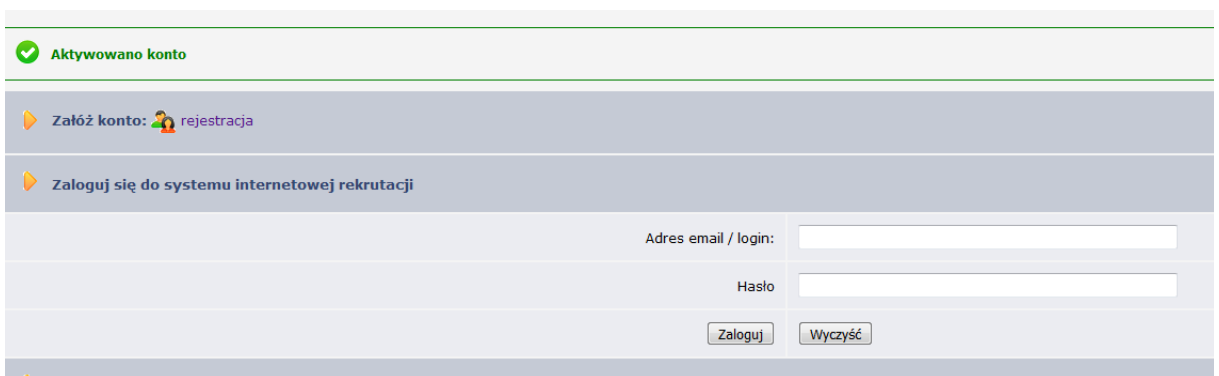 Aktywowano konto
Załóż konto: rejestracja
Zaloguj się do systemu internetowej rekrutacji
Adres email / login:
Hasło
Zaloguj Wyczyść